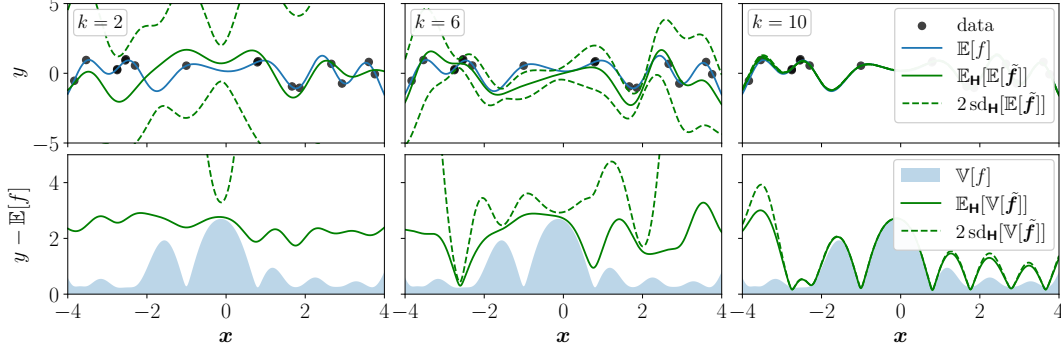 k = 2
k = 6
k = 10
data
𝔼[f]
𝔼_H[𝔼[f̃]]
2 sd_H[𝔼[f̃]]
5
0
−5
y
𝕍[f]
𝔼_H[𝕍[f̃]]
2 sd_H[𝕍[f̃]]
4
2
0
y − 𝔼[f]
−4 −2 0 2 4
−4 −2 0 2 4
−4 −2 0 2 4
x
x
x